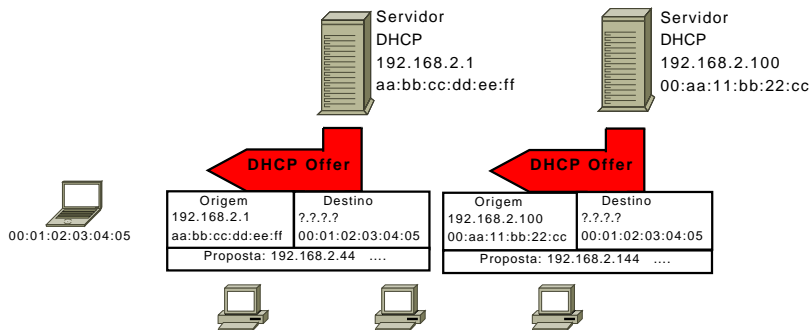 Servidor
DHCP
192.168.2.1
aa:bb:cc:dd:ee:ff
Servidor
DHCP
192.168.2.100
00:aa:11:bb:22:cc
DHCP Offer
DHCP Offer
00:01:02:03:04:05
Origem
192.168.2.1
aa:bb:cc:dd:ee:ff
Destino
?.?.?.?
00:01:02:03:04:05
Proposta: 192.168.2.44 ....
Origem
192.168.2.100
00:aa:11:bb:22:cc
Destino
?.?.?.?
00:01:02:03:04:05
Proposta: 192.168.2.144 ....